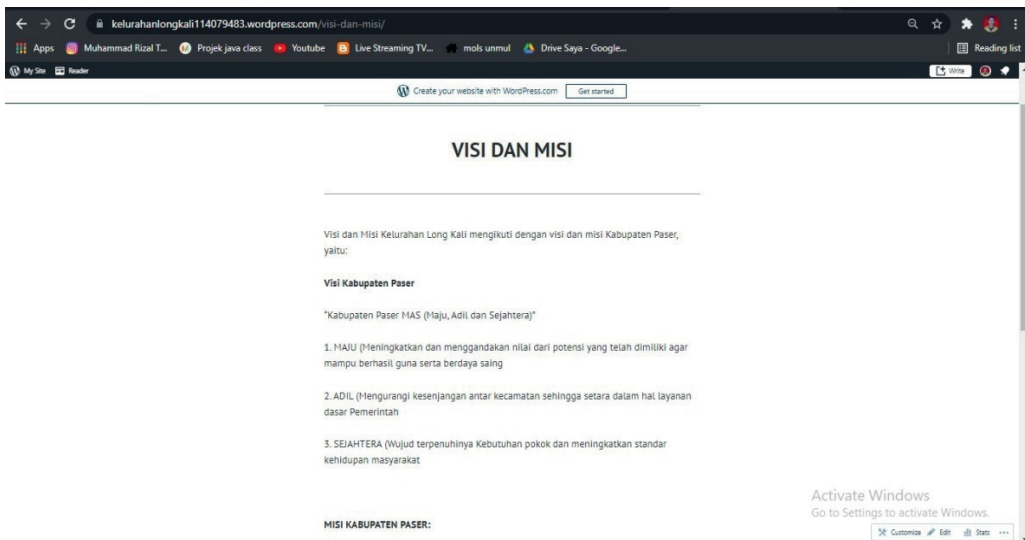 kelurahanlongkali114079483.wordpress.com/visi-dan-misi/
Apps Muhammad Rizal T... Projek java class Youtube Live Streaming TV... mols unmul Drive Saya - Google... Reading list
My Site Reader Write
Create your website with WordPress.com Get started
VISI DAN MISI
Visi dan Misi Kelurahan Long Kali mengikuti dengan visi dan misi Kabupaten Paser,
yaitu:
Visi Kabupaten Paser
"Kabupaten Paser MAS (Maju, Adil dan Sejahtera)"
1. MAJU (Meningkatkan dan menggandakan nilai dari potensi yang telah dimiliki agar
mampu berhasil guna serta berdaya saing
2. ADIL (Mengurangi kesenjangan antar kecamatan sehingga setara dalam hal layanan
dasar Pemerintah
3. SEJAHTERA (Wujud terpenuhinya Kebutuhan pokok dan meningkatkan standar
kehidupan masyarakat
MISI KABUPATEN PASER:
Activate Windows
Go to Settings to activate Windows.
Customize Edit Stats